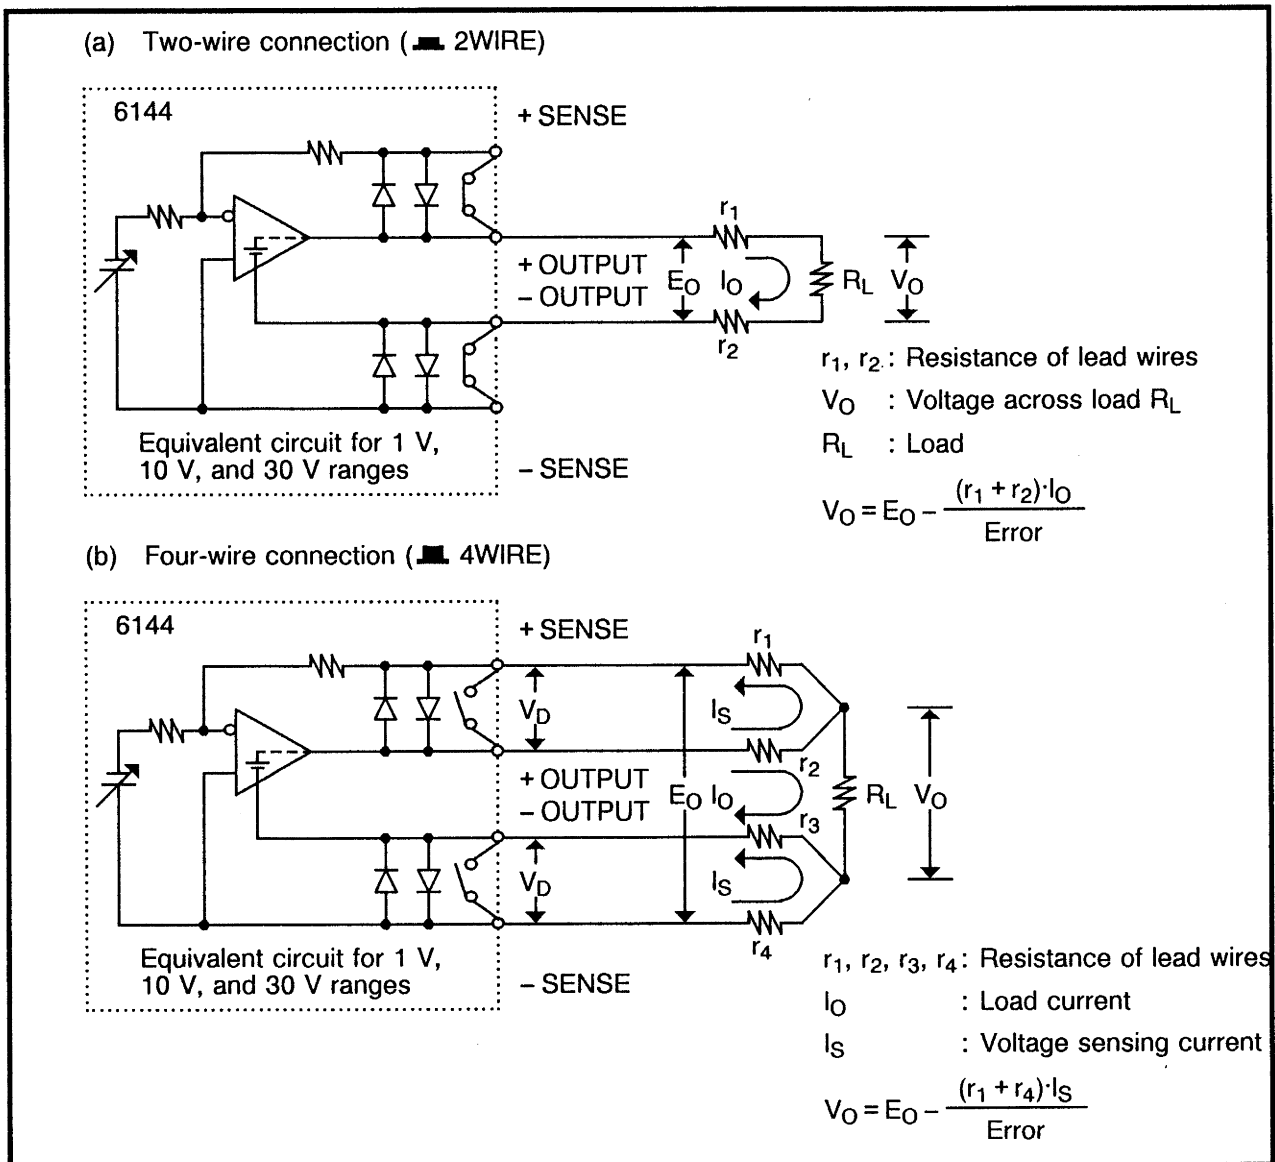 (a) Two-wire connection ( 2WIRE)
6144
+ SENSE
r1
+ OUTPUT
EO
IO
RL
VO
− OUTPUT
r2
r1, r2 : Resistance of lead wires
VO : Voltage across load RL
RL : Load
Equivalent circuit for 1 V,
10 V, and 30 V ranges
− SENSE
VO = EO − (r1 + r2)·IO
Error
(b) Four-wire connection ( 4WIRE)
6144
+ SENSE
r1
VD
IS
r2
+ OUTPUT
EO
IO
RL
VO
− OUTPUT
r3
VD
IS
r4
Equivalent circuit for 1 V,
10 V, and 30 V ranges
− SENSE
r1, r2, r3, r4 : Resistance of lead wires
IO : Load current
IS : Voltage sensing current
VO = EO − (r1 + r4)·IS
Error